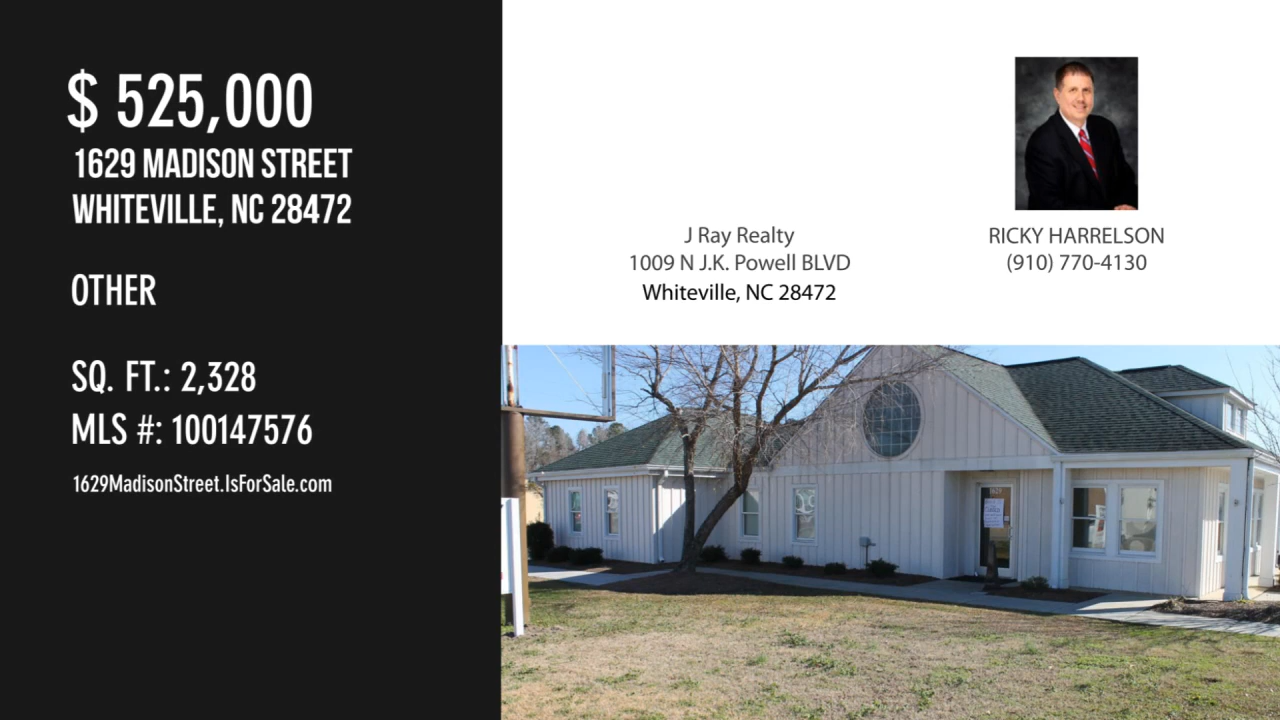 $ 525,000
1629 MADISON STREET
WHITEVILLE, NC 28472
OTHER
SQ. FT.: 2,328
MLS #: 100147576
1629MadisonStreet.IsForSale.com
J Ray Realty
1009 N J.K. Powell BLVD
Whiteville, NC 28472
RICKY HARRELSON
(910) 770-4130
1629